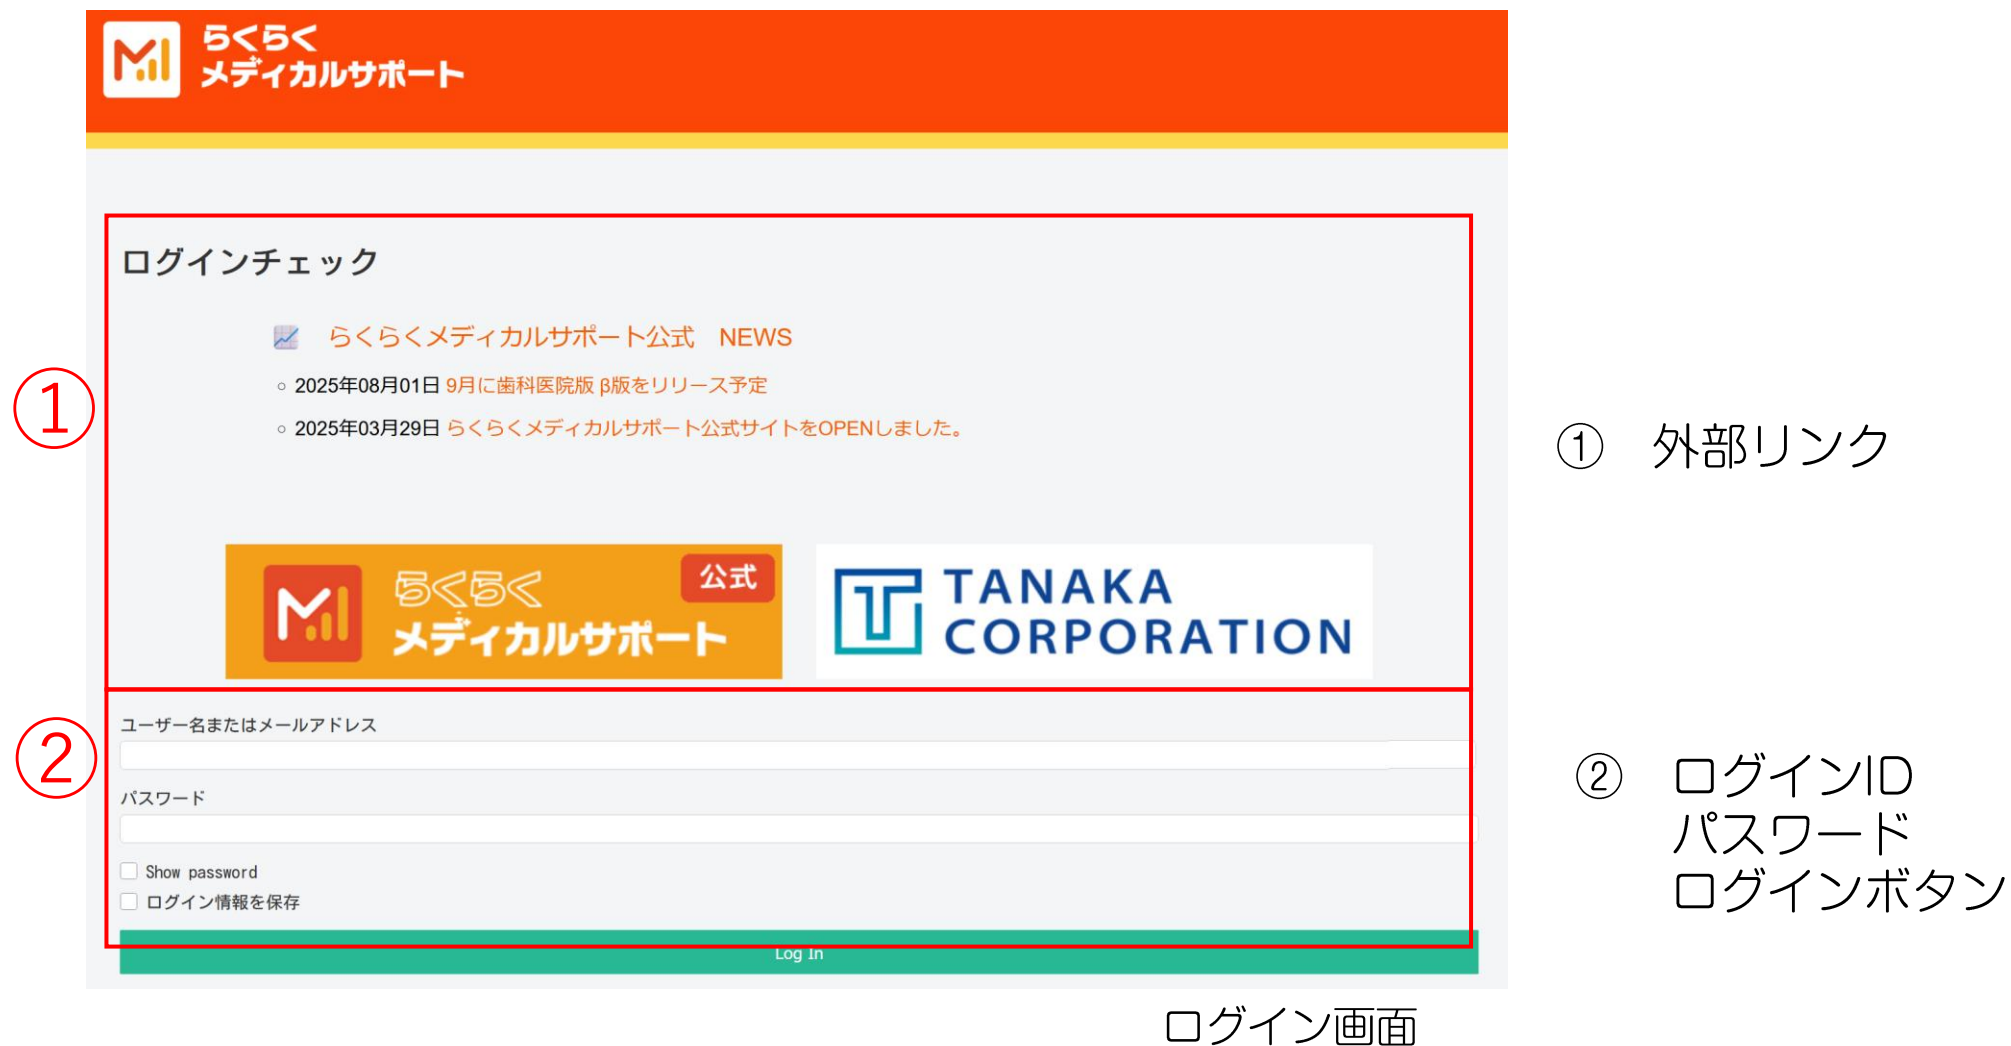 らくらく
メディカルサポート
ログインチェック
らくらくメディカルサポート公式　NEWS
2025年08月01日 9月に歯科医院版 β版をリリース予定
2025年03月29日 らくらくメディカルサポート公式サイトをOPENしました。
①
らくらく
メディカルサポート
公式
TANAKA
CORPORATION
②
ユーザー名またはメールアドレス
パスワード
Show password
ログイン情報を保存
Log In
①　外部リンク
②　ログインID
パスワード
ログインボタン
ログイン画面